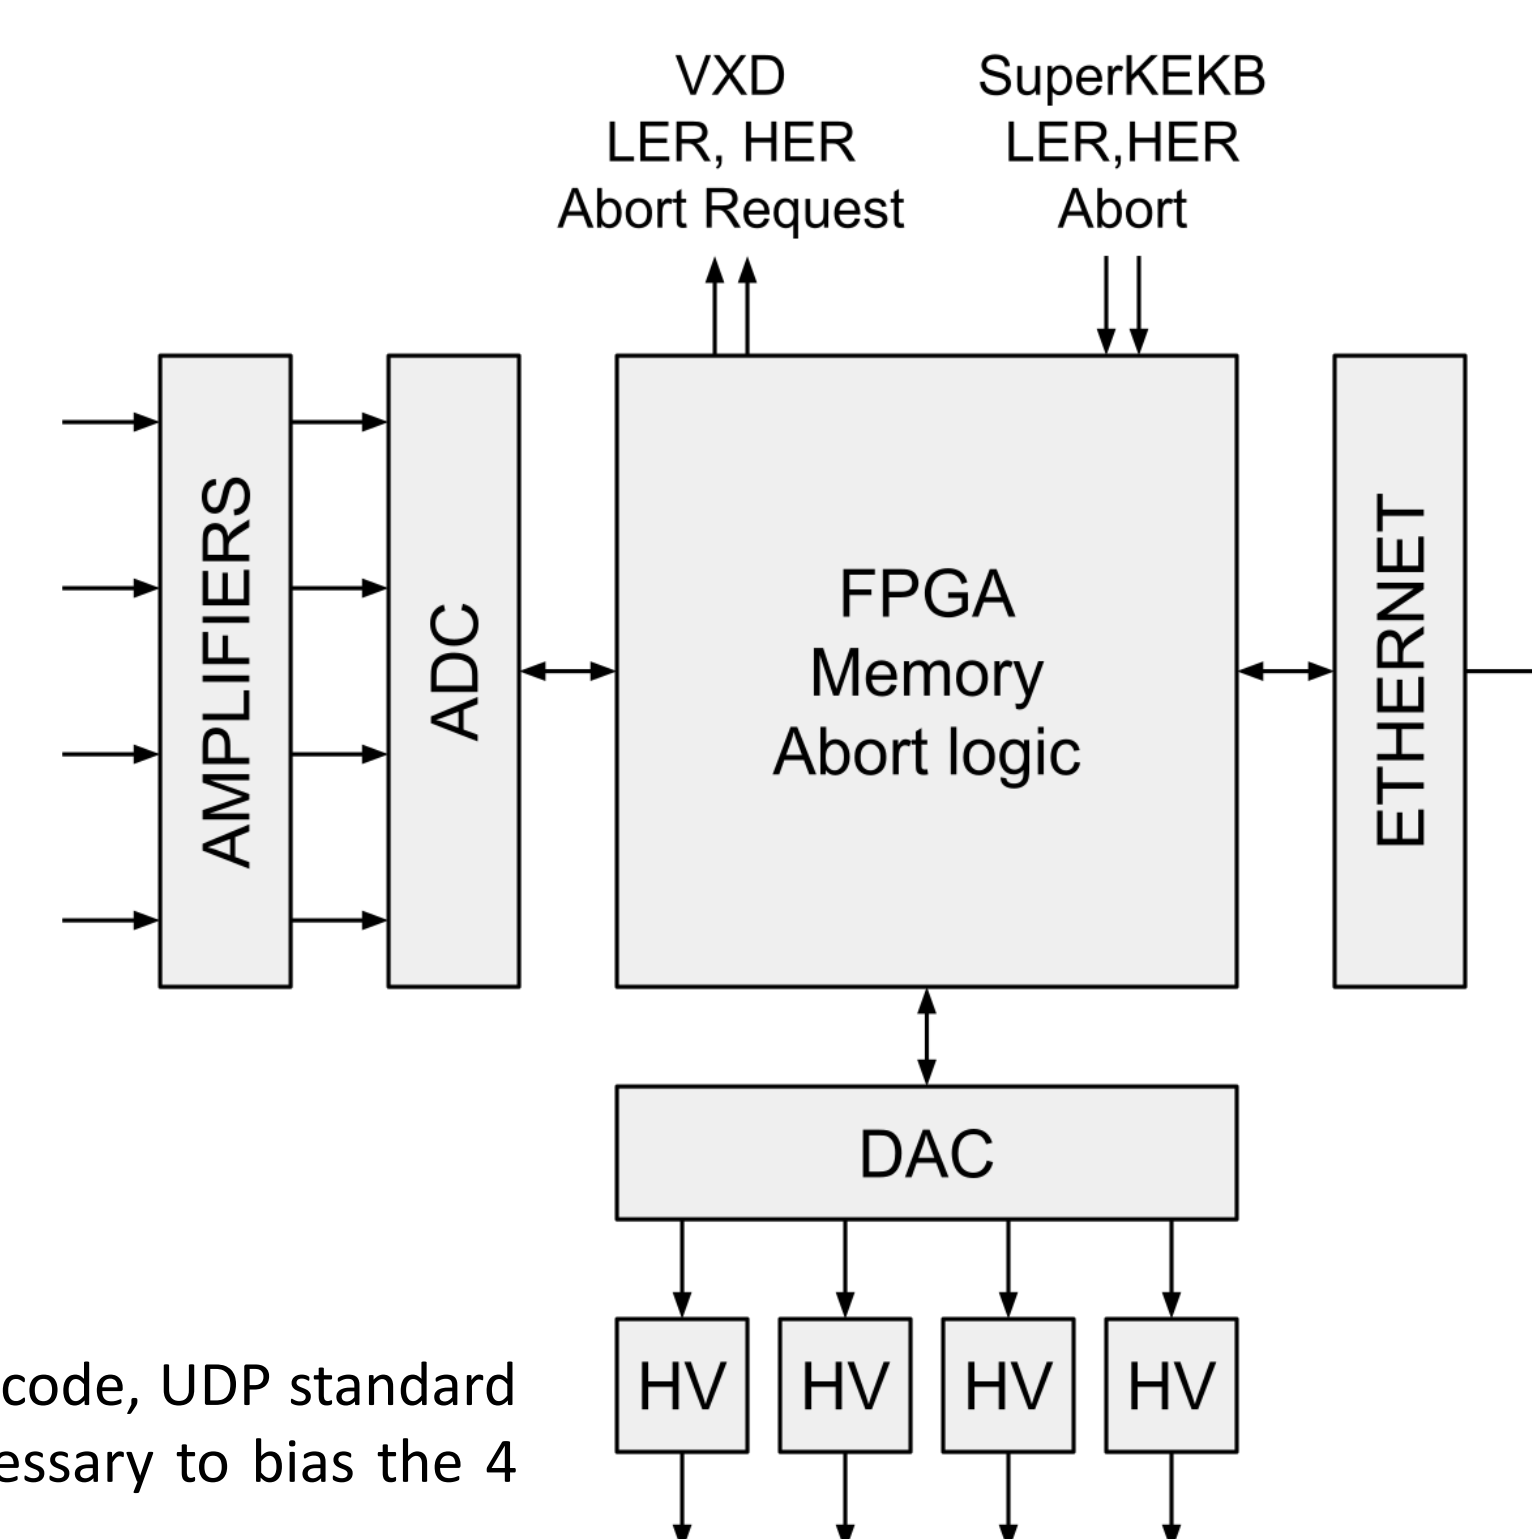 VXD
LER, HER
Abort Request
SuperKEKB
LER,HER
Abort
AMPLIFIERS
ADC
FPGA
Memory
Abort logic
ETHERNET
DAC
HV HV HV HV
code, UDP standard
to bias the 4